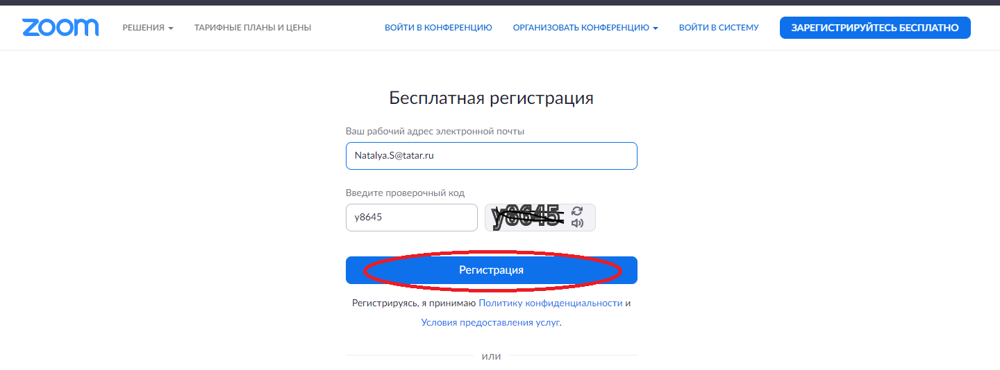 zoom РЕШЕНИЯ ТАРИФНЫЕ ПЛАНЫ И ЦЕНЫ ВОЙТИ В КОНФЕРЕНЦИЮ ОРГАНИЗОВАТЬ КОНФЕРЕНЦИЮ ВОЙТИ В СИСТЕМУ ЗАРЕГИСТРИРУЙТЕСЬ БЕСПЛАТНО
Бесплатная регистрация
Ваш рабочий адрес электронной почты
Natalya.S@tatar.ru
Введите проверочный код
y8645 y8645
Регистрация
Регистрируясь, я принимаю Политику конфиденциальности и
Условия предоставления услуг.
или